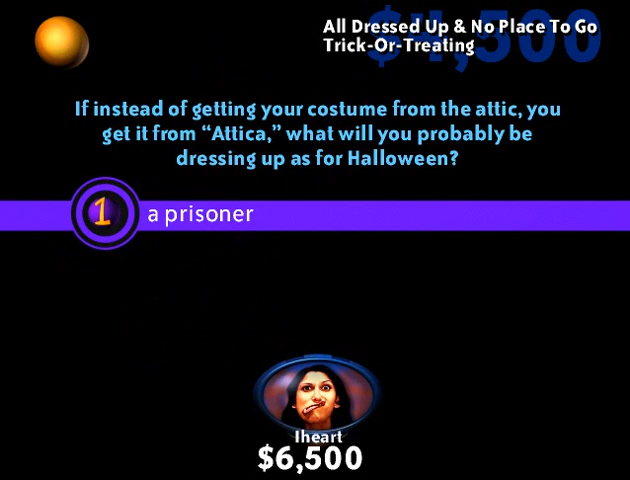 $4,500
All Dressed Up & No Place To Go
Trick-Or-Treating
If instead of getting your costume from the attic, you
get it from “Attica,” what will you probably be
dressing up as for Halloween?
1 a prisoner
Iheart
$6,500